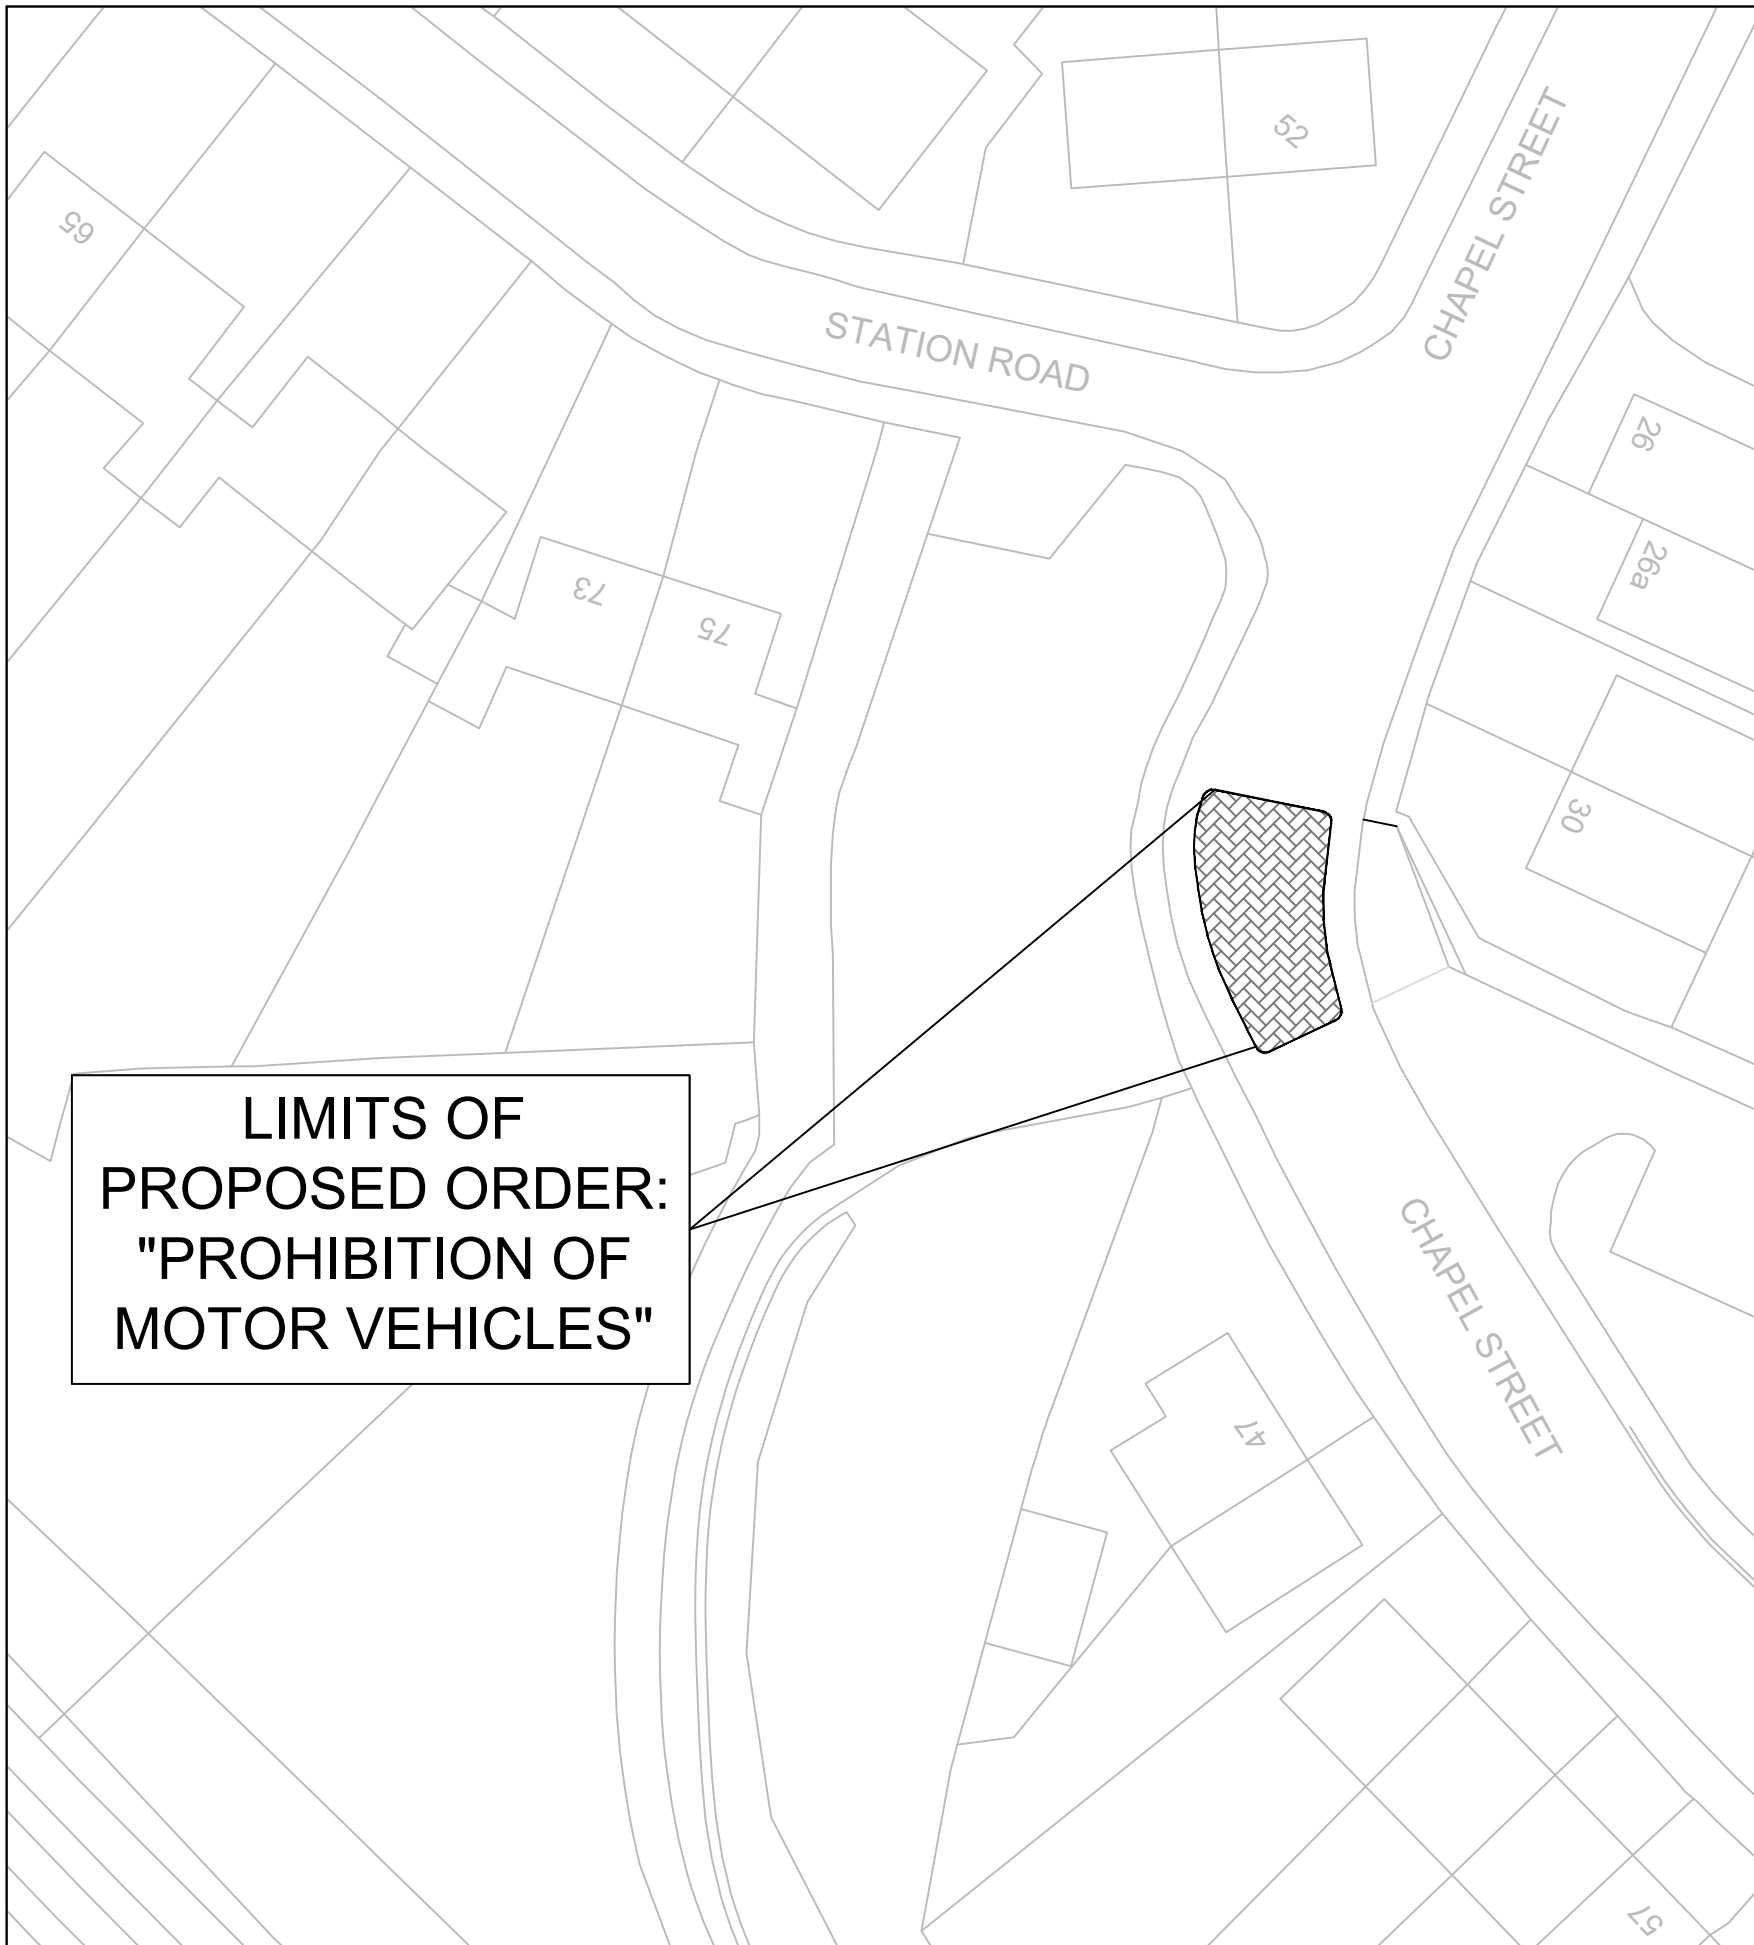 52
CHAPEL STREET
65
STATION ROAD
26
26a
73
75
30
LIMITS OF
PROPOSED ORDER:
"PROHIBITION OF
MOTOR VEHICLES"
CHAPEL STREET
47
57